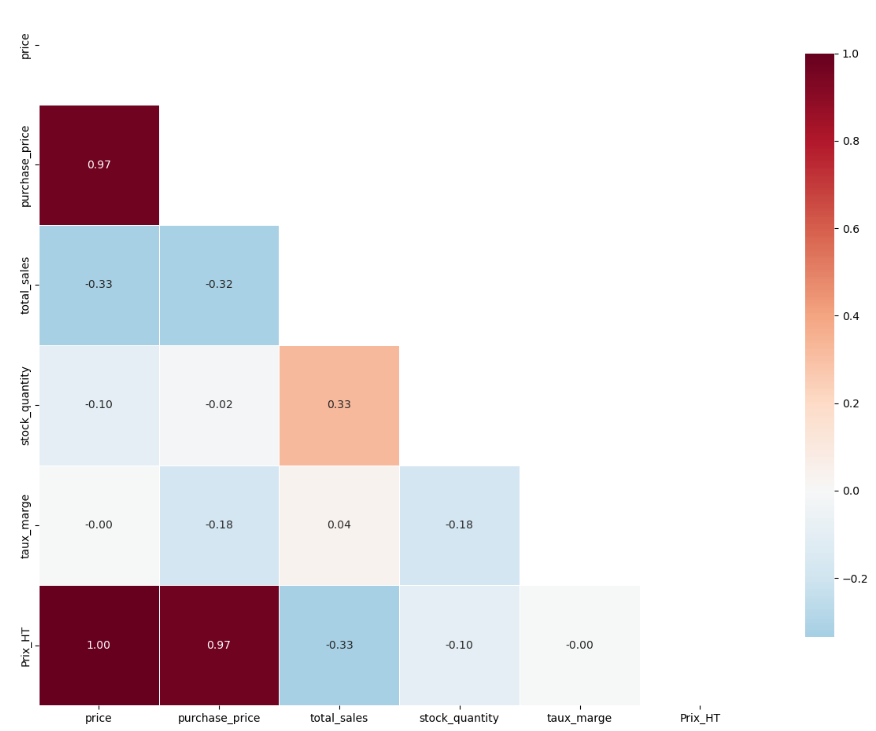 price
purchase_price
0.97
total_sales
-0.33 -0.32
stock_quantity
-0.10 -0.02 0.33
taux_marge
-0.00 -0.18 0.04 -0.18
Prix_HT
1.00 0.97 -0.33 -0.10 -0.00
price purchase_price total_sales stock_quantity taux_marge Prix_HT
1.0
0.8
0.6
0.4
0.2
0.0
−0.2